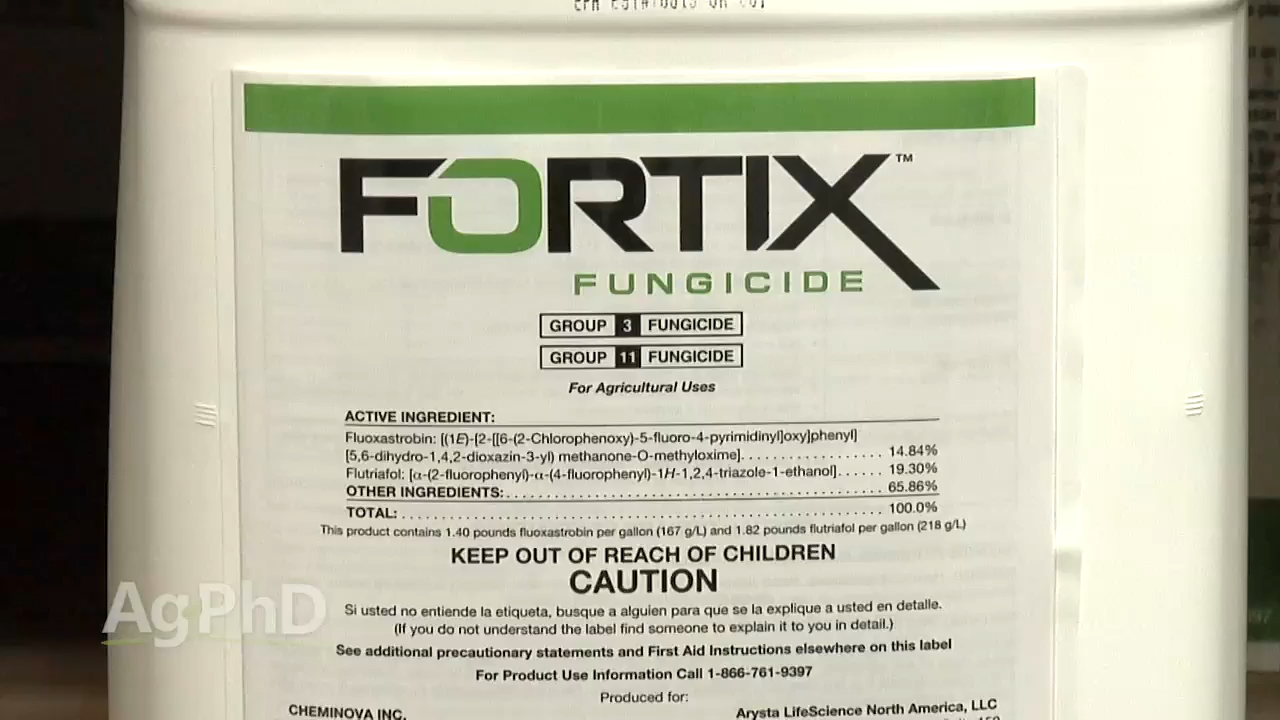 FORTIX™
FUNGICIDE
GROUP 3 FUNGICIDE
GROUP 11 FUNGICIDE
For Agricultural Uses
ACTIVE INGREDIENT:
Fluoxastrobin: [(1E)-[2-[[6-(2-Chlorophenoxy)-5-fluoro-4-pyrimidinyl]oxy]phenyl]
[5,6-dihydro-1,4,2-dioxazin-3-yl) methanone-O-methyloxime]. . . . . . . . . . . . . . . . . 14.84%
Flutriafol: [α-(2-fluorophenyl)-α-(4-fluorophenyl)-1H-1,2,4-triazole-1-ethanol]. . . . . . 19.30%
OTHER INGREDIENTS:. . . . . . . . . . . . . . . . . . . . . . . . . . . . . . . . . . . . . . . . . . . . . 65.86%
TOTAL: . . . . . . . . . . . . . . . . . . . . . . . . . . . . . . . . . . . . . . . . . . . . . . . . . . . . . . . . 100.0%
This product contains 1.40 pounds fluoxastrobin per gallon (167 g/L) and 1.82 pounds flutriafol per gallon (218 g/L)
KEEP OUT OF REACH OF CHILDREN
CAUTION
AgPhD
Si usted no entiende la etiqueta, busque a alguien para que se la explique a usted en detalle.
(If you do not understand the label find someone to explain it to you in detail.)
See additional precautionary statements and First Aid Instructions elsewhere on this label
For Product Use Information Call 1-866-761-9397
Produced for:
CHEMINOVA INC.
Arysta LifeScience North America, LLC